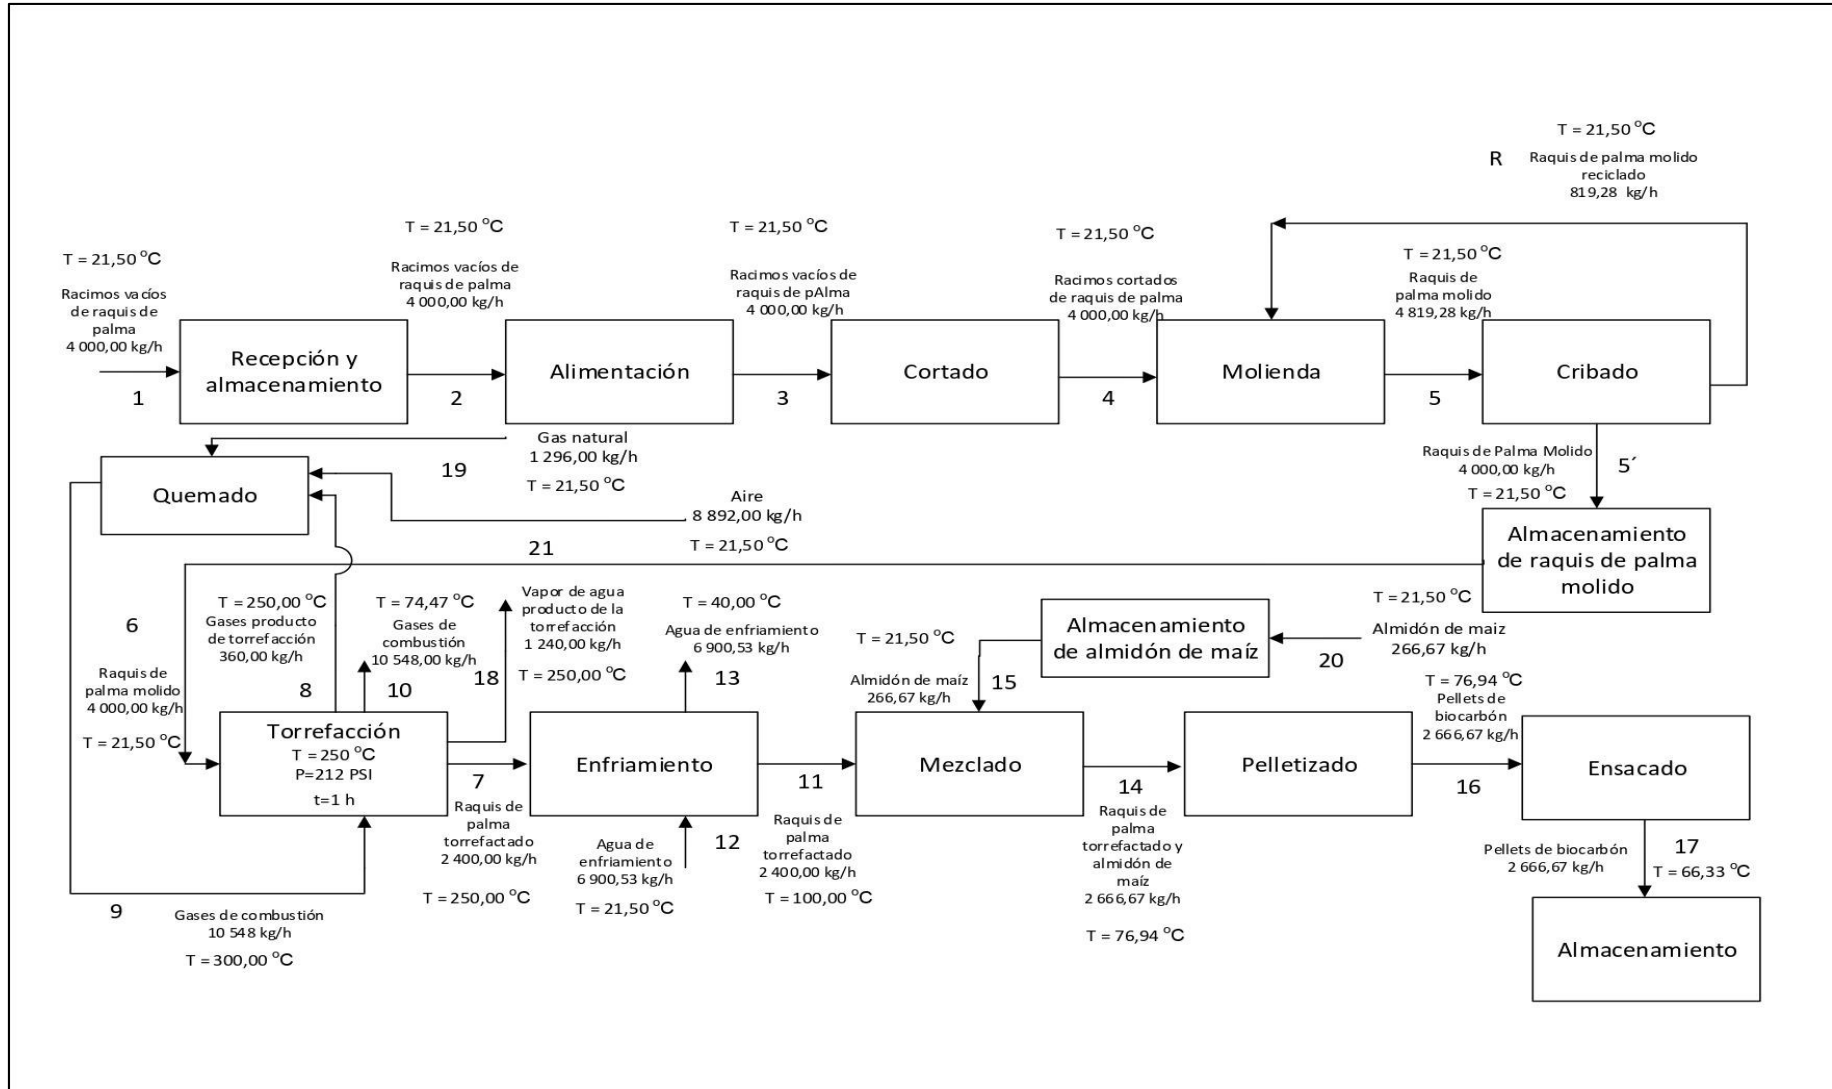 T = 21,50 °C
R
Raquis de palma molido
reciclado
819,28 kg/h
T = 21,50 °C
Racimos vacíos
de raquis de
palma
4 000,00 kg/h
1
Recepción y
almacenamiento
T = 21,50 °C
Racimos vacíos de
raquis de palma
4 000,00 kg/h
2
Alimentación
T = 21,50 °C
Racimos vacíos de
raquis de pAlma
4 000,00 kg/h
3
Cortado
T = 21,50 °C
Racimos cortados
de raquis de palma
4 000,00 kg/h
4
Molienda
T = 21,50 °C
Raquis de
palma molido
4 819,28 kg/h
5
Cribado
Quemado
19
Gas natural
1 296,00 kg/h
T = 21,50 °C
Aire
8 892,00 kg/h
T = 21,50 °C
21
Raquis de Palma Molido
4 000,00 kg/h
T = 21,50 °C
5´
Almacenamiento
de raquis de palma
molido
6
Raquis de
palma molido
4 000,00 kg/h
T = 21,50 °C
T = 250,00 °C
Gases producto
de torrefacción
360,00 kg/h
8
T = 74,47 °C
Gases de
combustión
10 548,00 kg/h
10
18
Vapor de agua
producto de la
torrefacción
1 240,00 kg/h
T = 250,00 °C
T = 40,00 °C
Agua de enfriamiento
6 900,53 kg/h
13
T = 21,50 °C
Almidón de maíz
266,67 kg/h
15
Almacenamiento
de almidón de maíz
T = 21,50 °C
Almidón de maiz
266,67 kg/h
20
T = 76,94 °C
Pellets de
biocarbón
2 666,67 kg/h
Torrefacción
T = 250 °C
P=212 PSI
t=1 h
7
Raquis de
palma
torrefactado
2 400,00 kg/h
T = 250,00 °C
Enfriamiento
Agua de
enfriamiento
6 900,53 kg/h
T = 21,50 °C
12
11
Raquis de
palma
torrefactado
2 400,00 kg/h
T = 100,00 °C
Mezclado
14
Raquis de
palma
torrefactado y
almidón de
maíz
2 666,67 kg/h
T = 76,94 °C
Pelletizado
16
Ensacado
Pellets de biocarbón
2 666,67 kg/h
17
T = 66,33 °C
Almacenamiento
9
Gases de combustión
10 548 kg/h
T = 300,00 °C